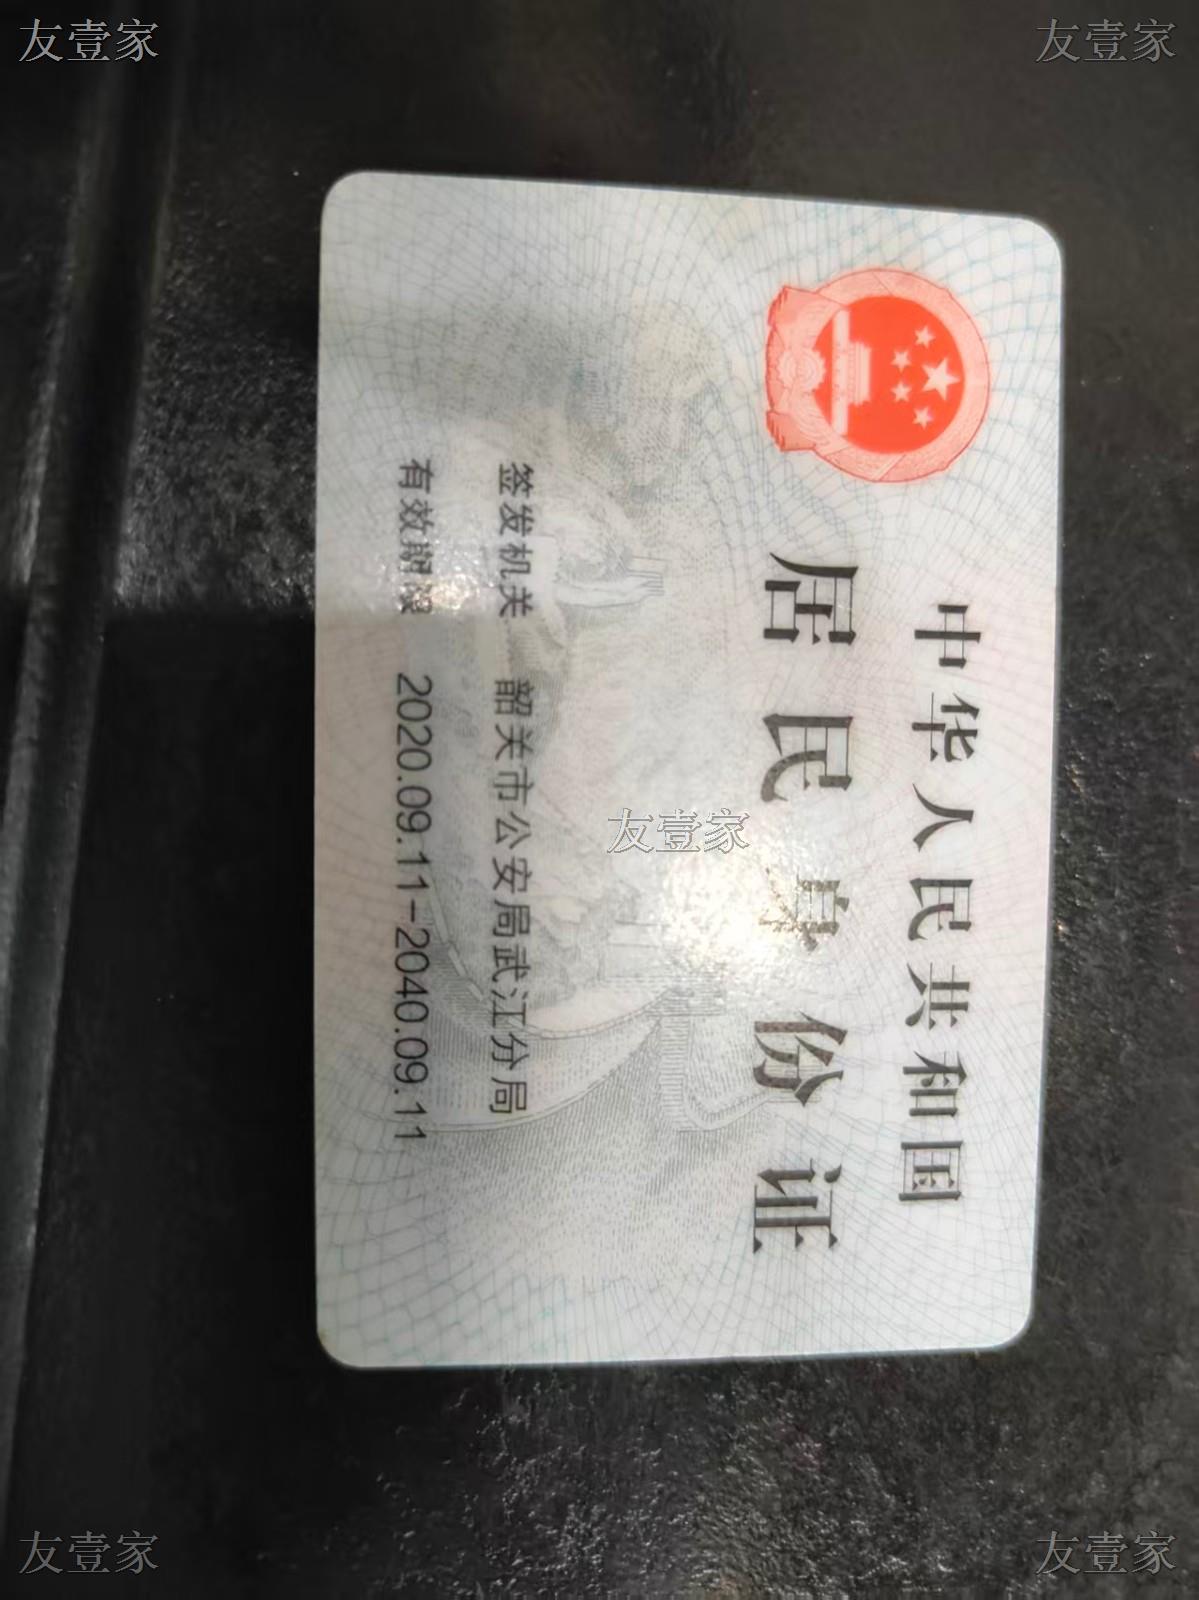 友壹家
友壹家
中华人民共和国
居民身份证
友壹家
签发机关 韶关市公安局武江分局
有效期限 2020.09.11-2040.09.11
友壹家
友壹家